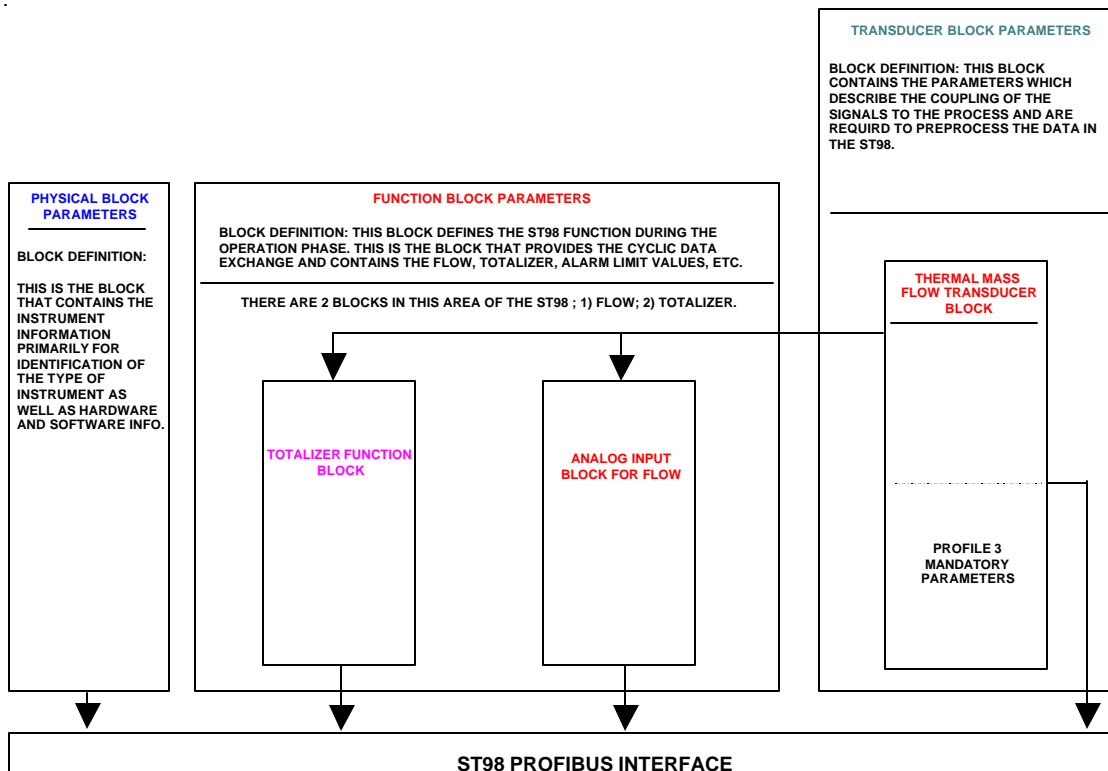 TRANSDUCER BLOCK PARAMETERS
BLOCK DEFINITION: THIS BLOCK
CONTAINS THE PARAMETERS WHICH
DESCRIBE THE COUPLING OF THE
SIGNALS TO THE PROCESS AND ARE
REQUIRD TO PREPROCESS THE DATA IN
THE ST98.
PHYSICAL BLOCK
PARAMETERS
BLOCK DEFINITION:
THIS IS THE BLOCK
THAT CONTAINS THE
INSTRUMENT
INFORMATION
PRIMARILY FOR
IDENTIFICATION OF
THE TYPE OF
INSTRUMENT AS
WELL AS HARDWARE
AND SOFTWARE INFO.
FUNCTION BLOCK PARAMETERS
BLOCK DEFINITION: THIS BLOCK DEFINES THE ST98 FUNCTION DURING THE
OPERATION PHASE. THIS IS THE BLOCK THAT PROVIDES THE CYCLIC DATA
EXCHANGE AND CONTAINS THE FLOW, TOTALIZER, ALARM LIMIT VALUES, ETC.
THERE ARE 2 BLOCKS IN THIS AREA OF THE ST98 ; 1) FLOW; 2) TOTALIZER.
TOTALIZER FUNCTION
BLOCK
ANALOG INPUT
BLOCK FOR FLOW
THERMAL MASS
FLOW TRANSDUCER
BLOCK
PROFILE 3
MANDATORY
PARAMETERS
ST98 PROFIBUS INTERFACE